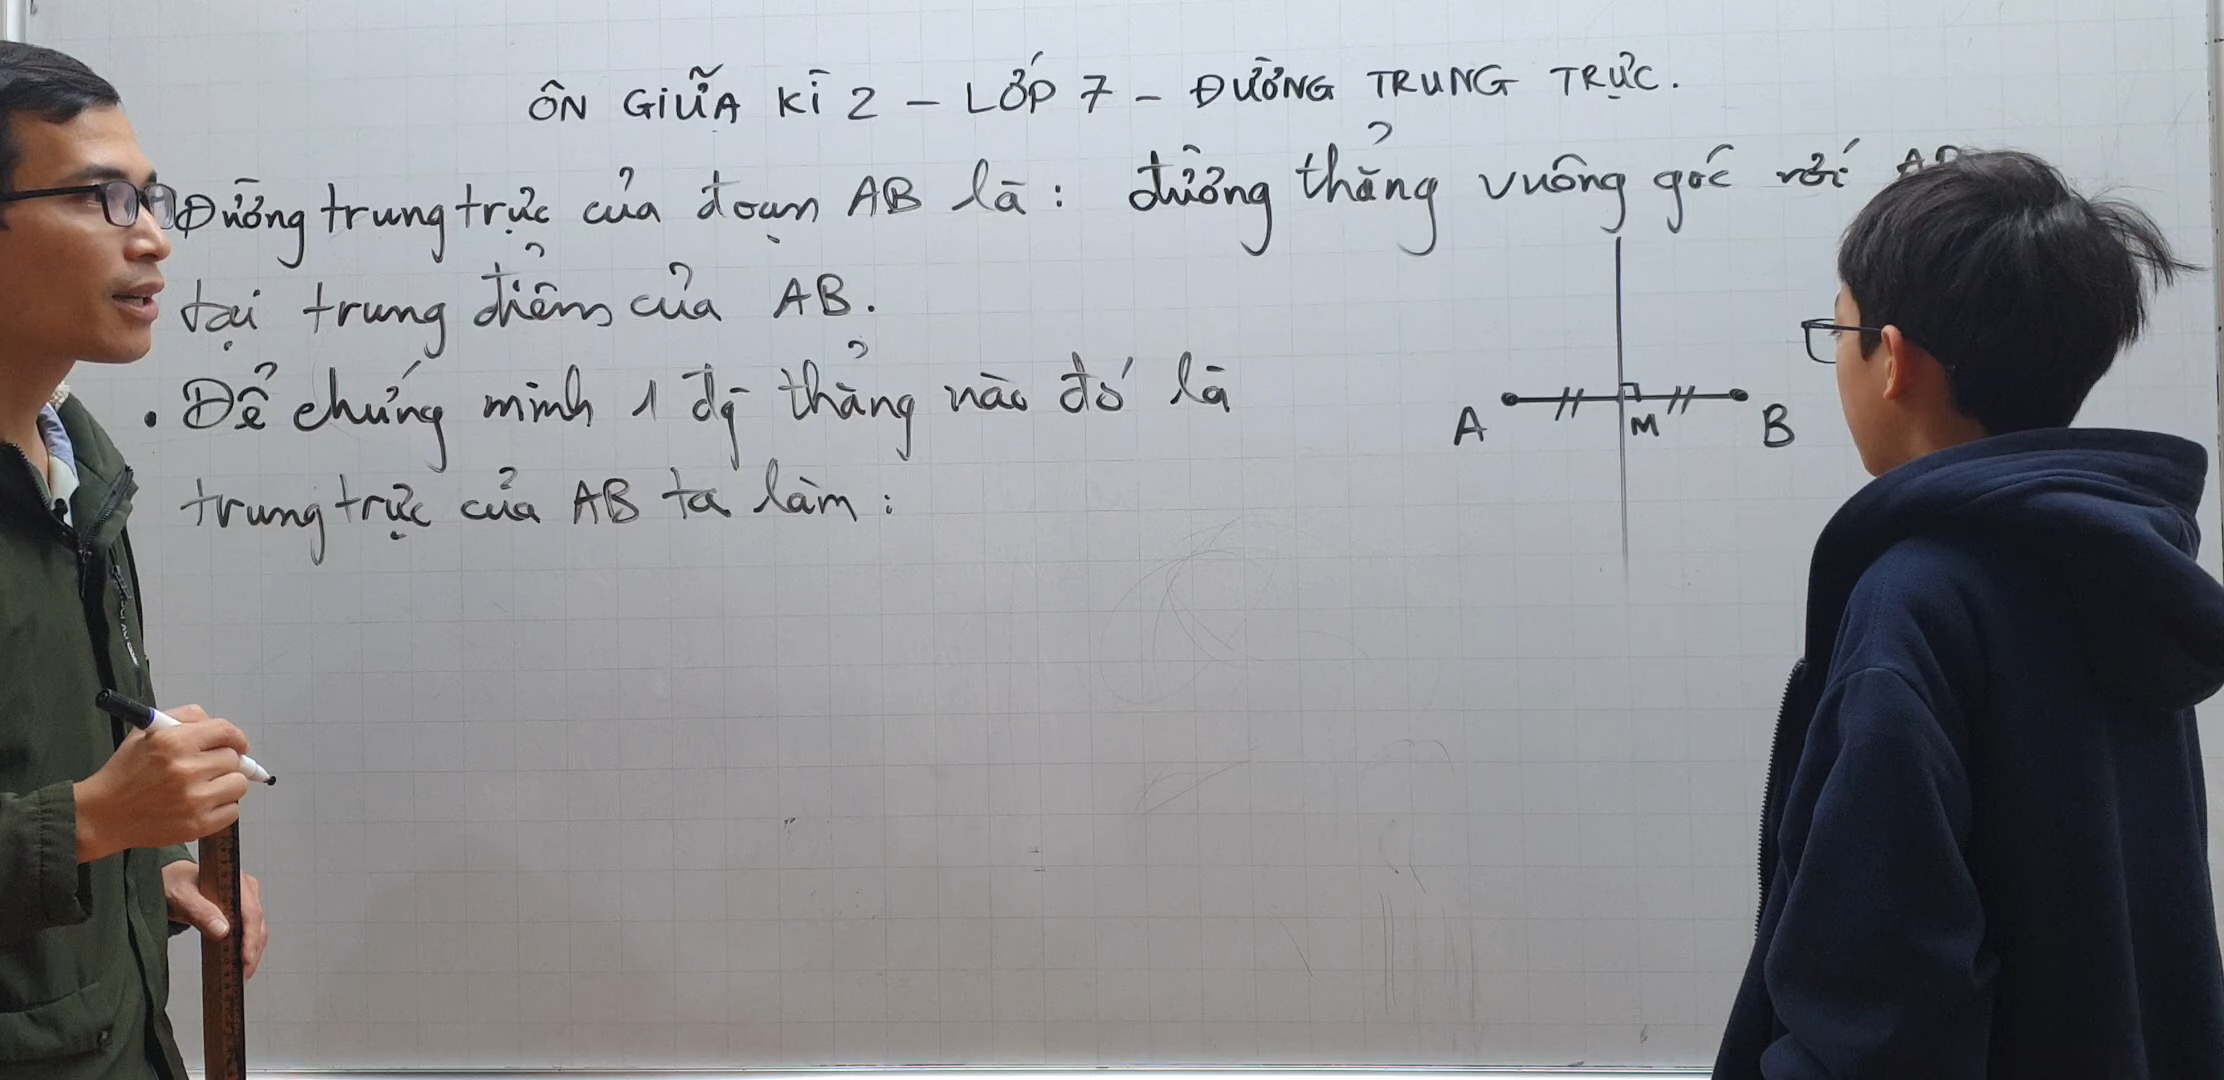 ÔN GIỮA KÌ 2 - LỚP 7 - ĐƯỜNG TRUNG TRỰC.
Đường trung trực của đoạn AB là : đường thẳng vuông góc với AB
tại trung điểm của AB.
• Để chứng minh 1 đg thẳng nào đó là
trung trực của AB ta làm :
A M B